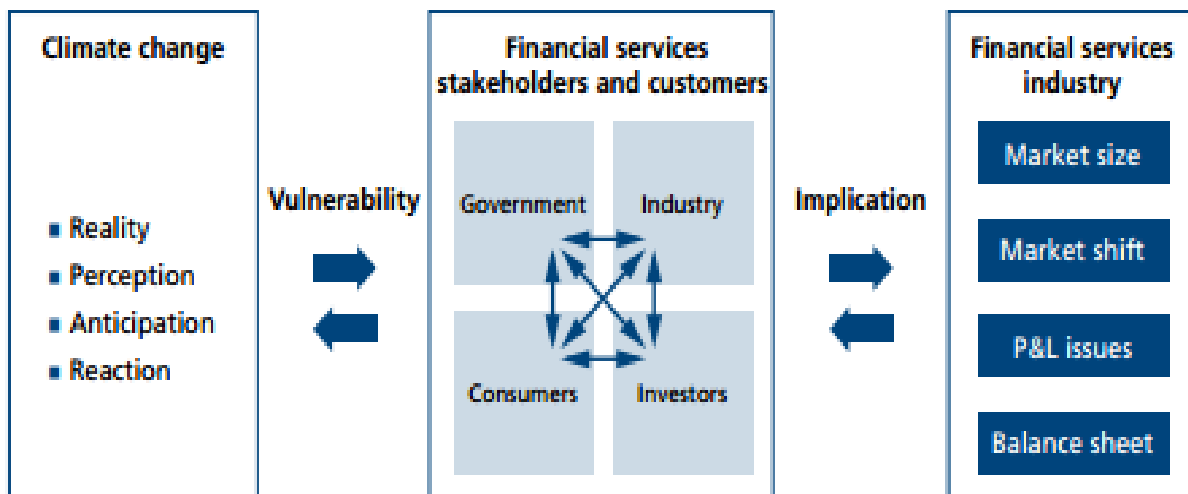 Climate change
Reality
Perception
Anticipation
Reaction
Vulnerability
Financial services
stakeholders and customers
Government
Industry
Consumers
Investors
Implication
Financial services
industry
Market size
Market shift
P&L issues
Balance sheet